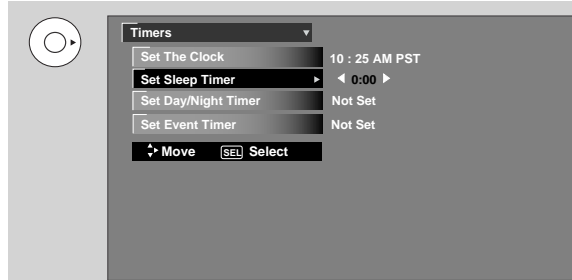 Timers
Set The Clock 10 : 25 AM PST
Set Sleep Timer 0:00
Set Day/Night Timer Not Set
Set Event Timer Not Set
Move SEL Select